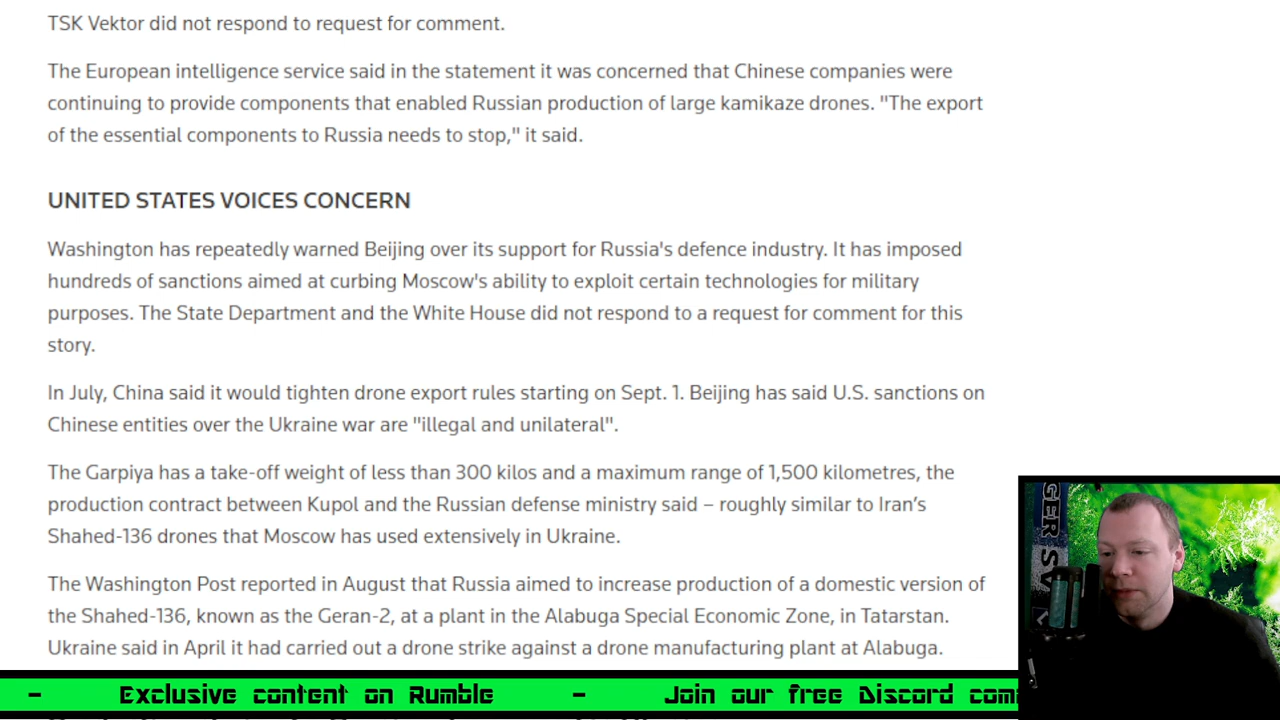 TSK Vektor did not respond to request for comment.
The European intelligence service said in the statement it was concerned that Chinese companies were
continuing to provide components that enabled Russian production of large kamikaze drones. "The export
of the essential components to Russia needs to stop," it said.
UNITED STATES VOICES CONCERN
Washington has repeatedly warned Beijing over its support for Russia's defence industry. It has imposed
hundreds of sanctions aimed at curbing Moscow's ability to exploit certain technologies for military
purposes. The State Department and the White House did not respond to a request for comment for this
story.
In July, China said it would tighten drone export rules starting on Sept. 1. Beijing has said U.S. sanctions on
Chinese entities over the Ukraine war are "illegal and unilateral".
The Garpiya has a take-off weight of less than 300 kilos and a maximum range of 1,500 kilometres, the
production contract between Kupol and the Russian defense ministry said – roughly similar to Iran’s
Shahed-136 drones that Moscow has used extensively in Ukraine.
The Washington Post reported in August that Russia aimed to increase production of a domestic version of
the Shahed-136, known as the Geran-2, at a plant in the Alabuga Special Economic Zone, in Tatarstan.
Ukraine said in April it had carried out a drone strike against a drone manufacturing plant at Alabuga.
- Exclusive content on Rumble - Join our free Discord com